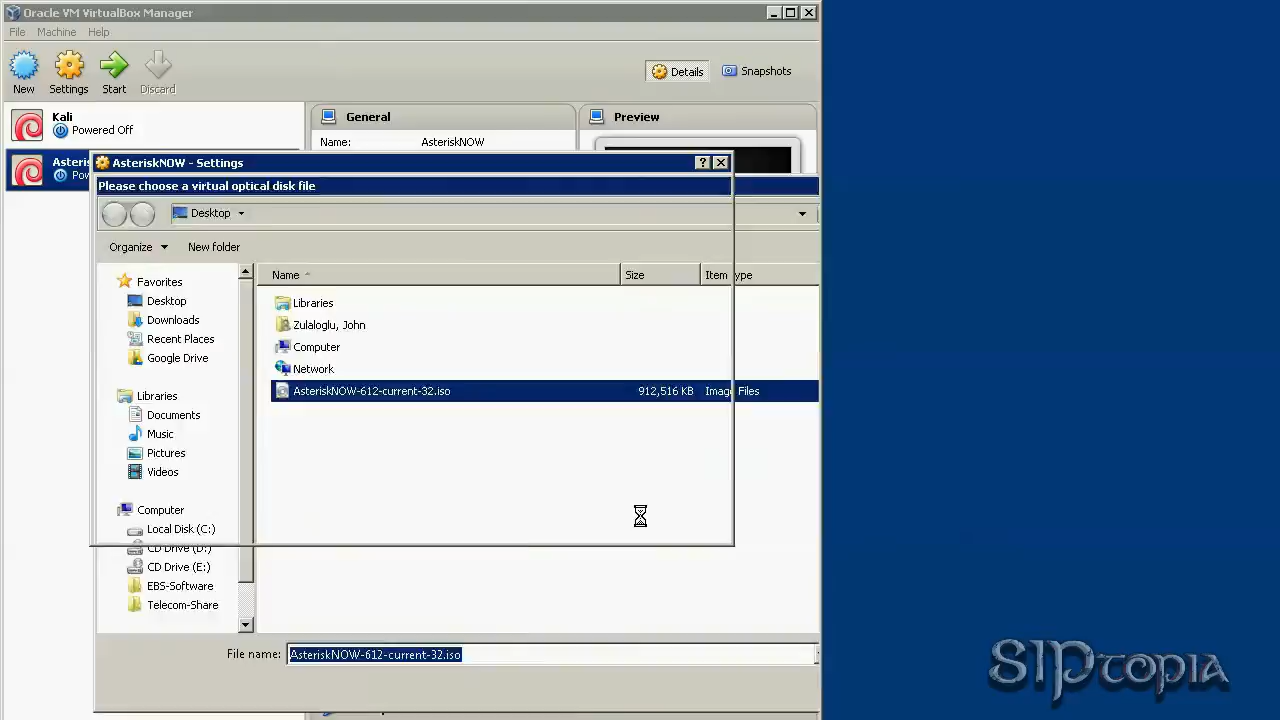 Oracle VM VirtualBox Manager
File Machine Help
New Settings Start Discard Details Snapshots
Kali
Powered Off
General
Name: AsteriskNOW
Preview
AsteriskNOW - Settings
Please choose a virtual optical disk file
Desktop
Organize New folder
Name Size Item ype
Favorites
Desktop
Downloads
Recent Places
Google Drive
Libraries
Documents
Music
Pictures
Videos
Computer
Local Disk (C:)
CD Drive (D:)
CD Drive (E:)
EBS-Software
Telecom-Share
Libraries
Zulaloglu, John
Computer
Network
AsteriskNOW-612-current-32.iso 912,516 KB Image Files
File name: AsteriskNOW-612-current-32.iso
SIPtopia